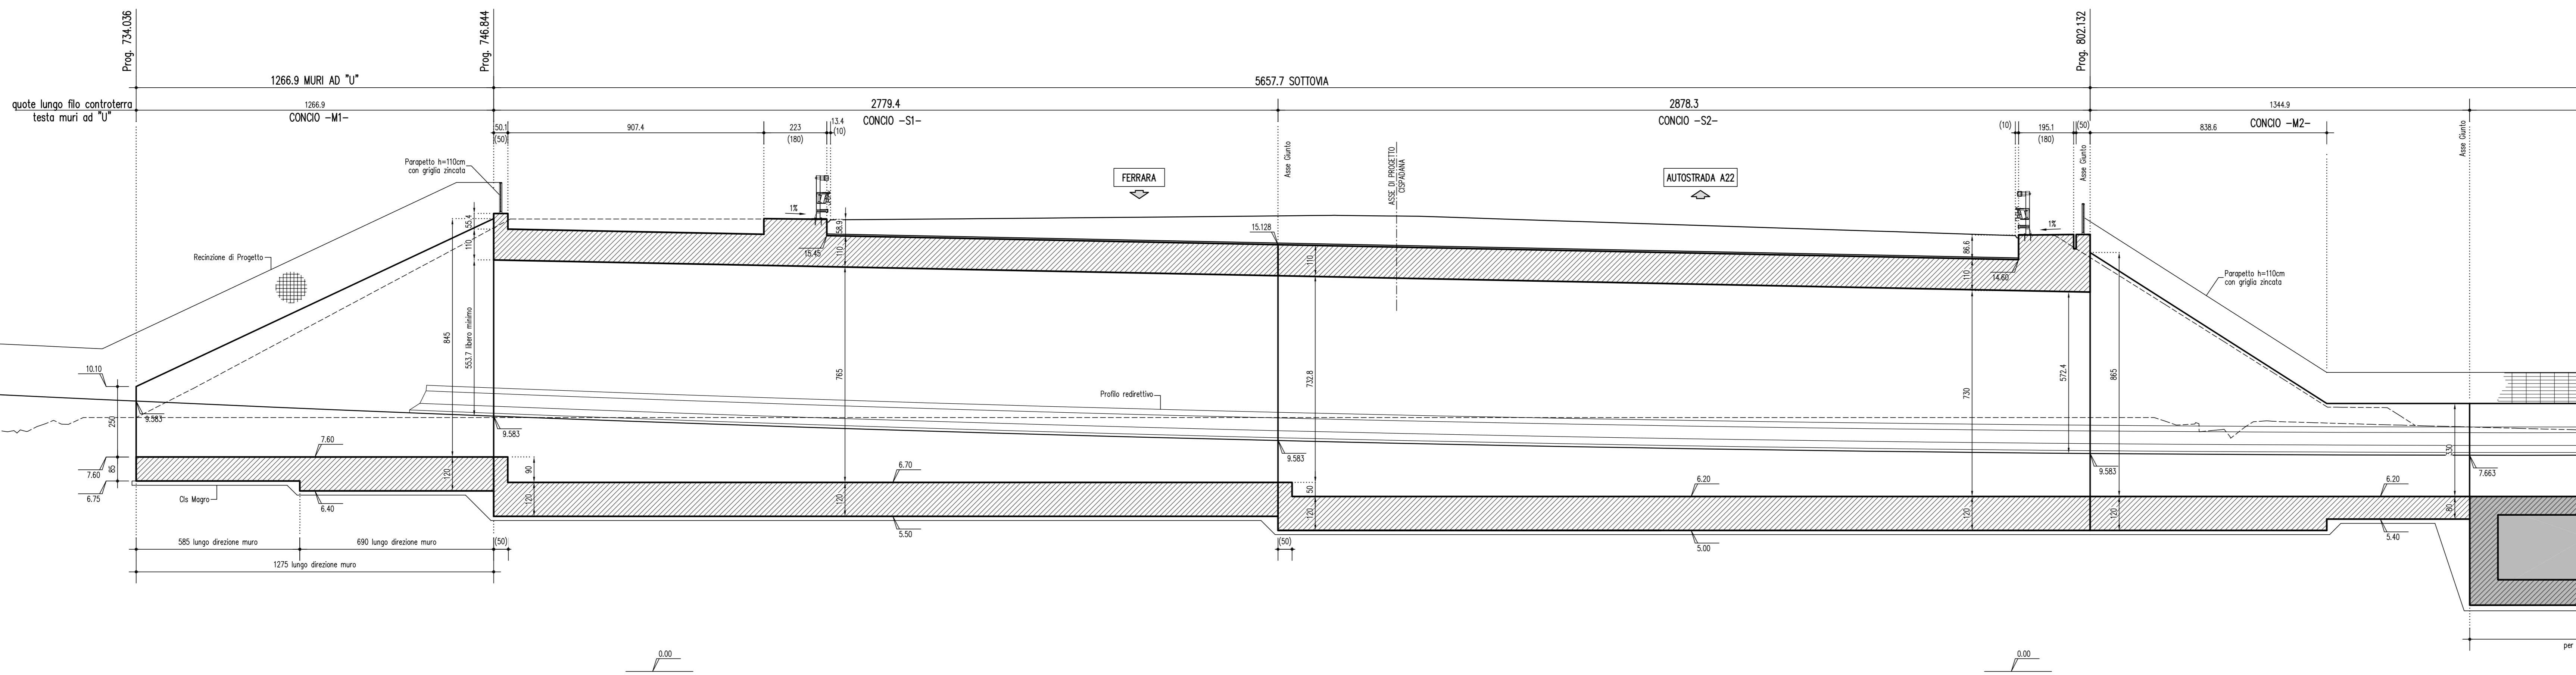 Prog. 734.036
Prog. 746.844
Prog. 802.132
1266.9 MURI AD "U"
5657.7 SOTTOVIA
quote lungo filo controterra
testa muri ad "U"
1266.9
CONCIO -M1-
2779.4
CONCIO -S1-
2878.3
CONCIO -S2-
1344.9
CONCIO -M2-
50.1
(50)
907.4
223
(180)
13.4
(10)
(10)
195.1
(180)
(50)
838.6
Asse Giunto
ASSE DI PROGETTO
CISPADANA
Asse Giunto
Asse Giunto
Parapetto h=110cm
con griglia zincata
FERRARA
AUTOSTRADA A22
1%
1%
Recinzione di Progetto
55.4
110
845
553.7 libero minimo
58.9
15.45
110
765
15.128
110
732.8
86.6
14.60
110
730
572.4
865
Parapetto h=110cm
con griglia zincata
Profilo redirettivo
10.10
250
9.583
9.583
9.583
9.583
7.663
330
7.60
85
6.75
7.60
120
90
120
6.40
Cls Magro
6.70
120
5.50
50
120
6.20
120
5.00
120
6.20
80
5.40
585 lungo direzione muro
690 lungo direzione muro
(50)
(50)
1275 lungo direzione muro
per
0.00
0.00